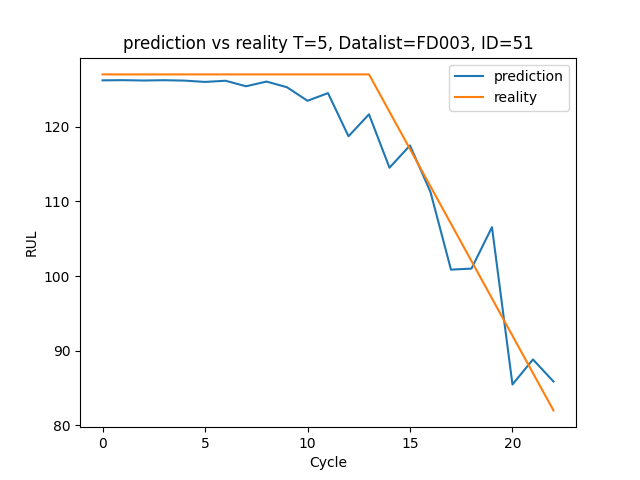 prediction vs reality T=5, Datalist=FD003, ID=51
prediction
reality
RUL
120
110
100
90
80
0 5 10 15 20
Cycle